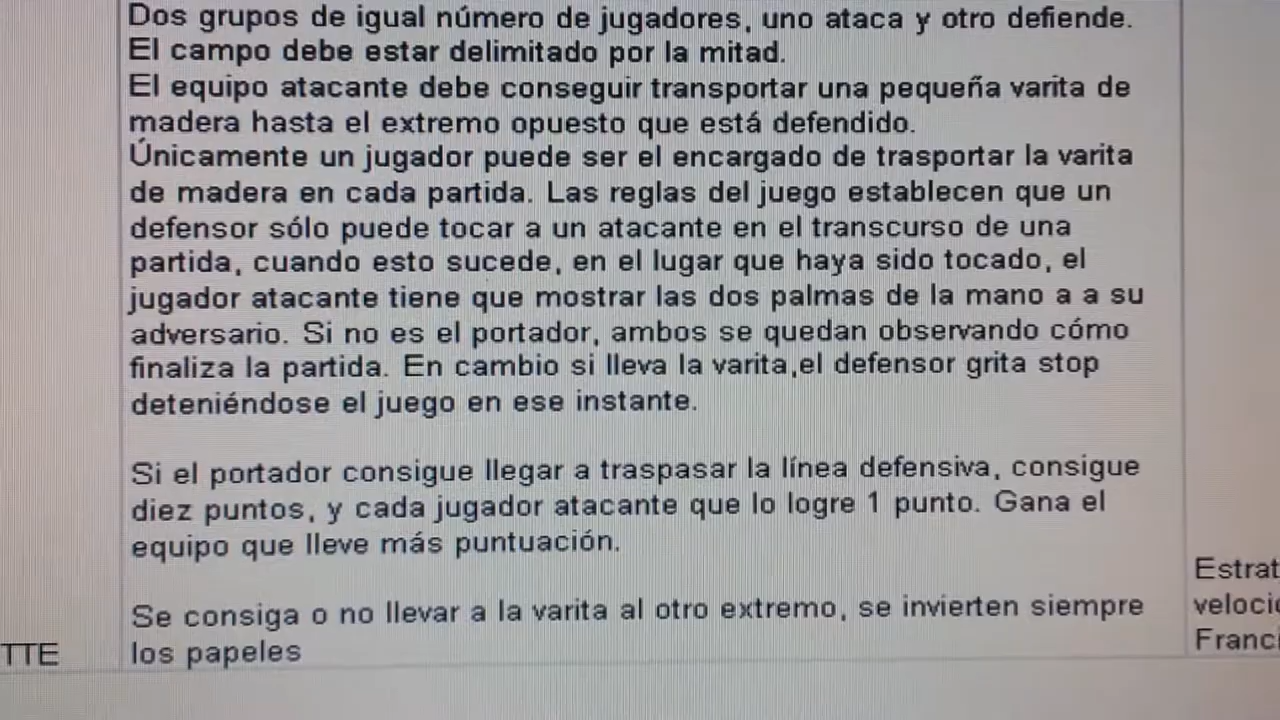 Dos grupos de igual número de jugadores, uno ataca y otro defiende.
El campo debe estar delimitado por la mitad.
El equipo atacante debe conseguir transportar una pequeña varita de
madera hasta el extremo opuesto que está defendido.
Únicamente un jugador puede ser el encargado de trasportar la varita
de madera en cada partida. Las reglas del juego establecen que un
defensor sólo puede tocar a un atacante en el transcurso de una
partida, cuando esto sucede, en el lugar que haya sido tocado, el
jugador atacante tiene que mostrar las dos palmas de la mano a a su
adversario. Si no es el portador, ambos se quedan observando cómo
finaliza la partida. En cambio si lleva la varita,el defensor grita stop
deteniéndose el juego en ese instante.
Si el portador consigue llegar a traspasar la línea defensiva, consigue
diez puntos, y cada jugador atacante que lo logre 1 punto. Gana el
equipo que lleve más puntuación.
Se consiga o no llevar a la varita al otro extremo, se invierten siempre
los papeles
TTE
Estrat
veloci
Franc